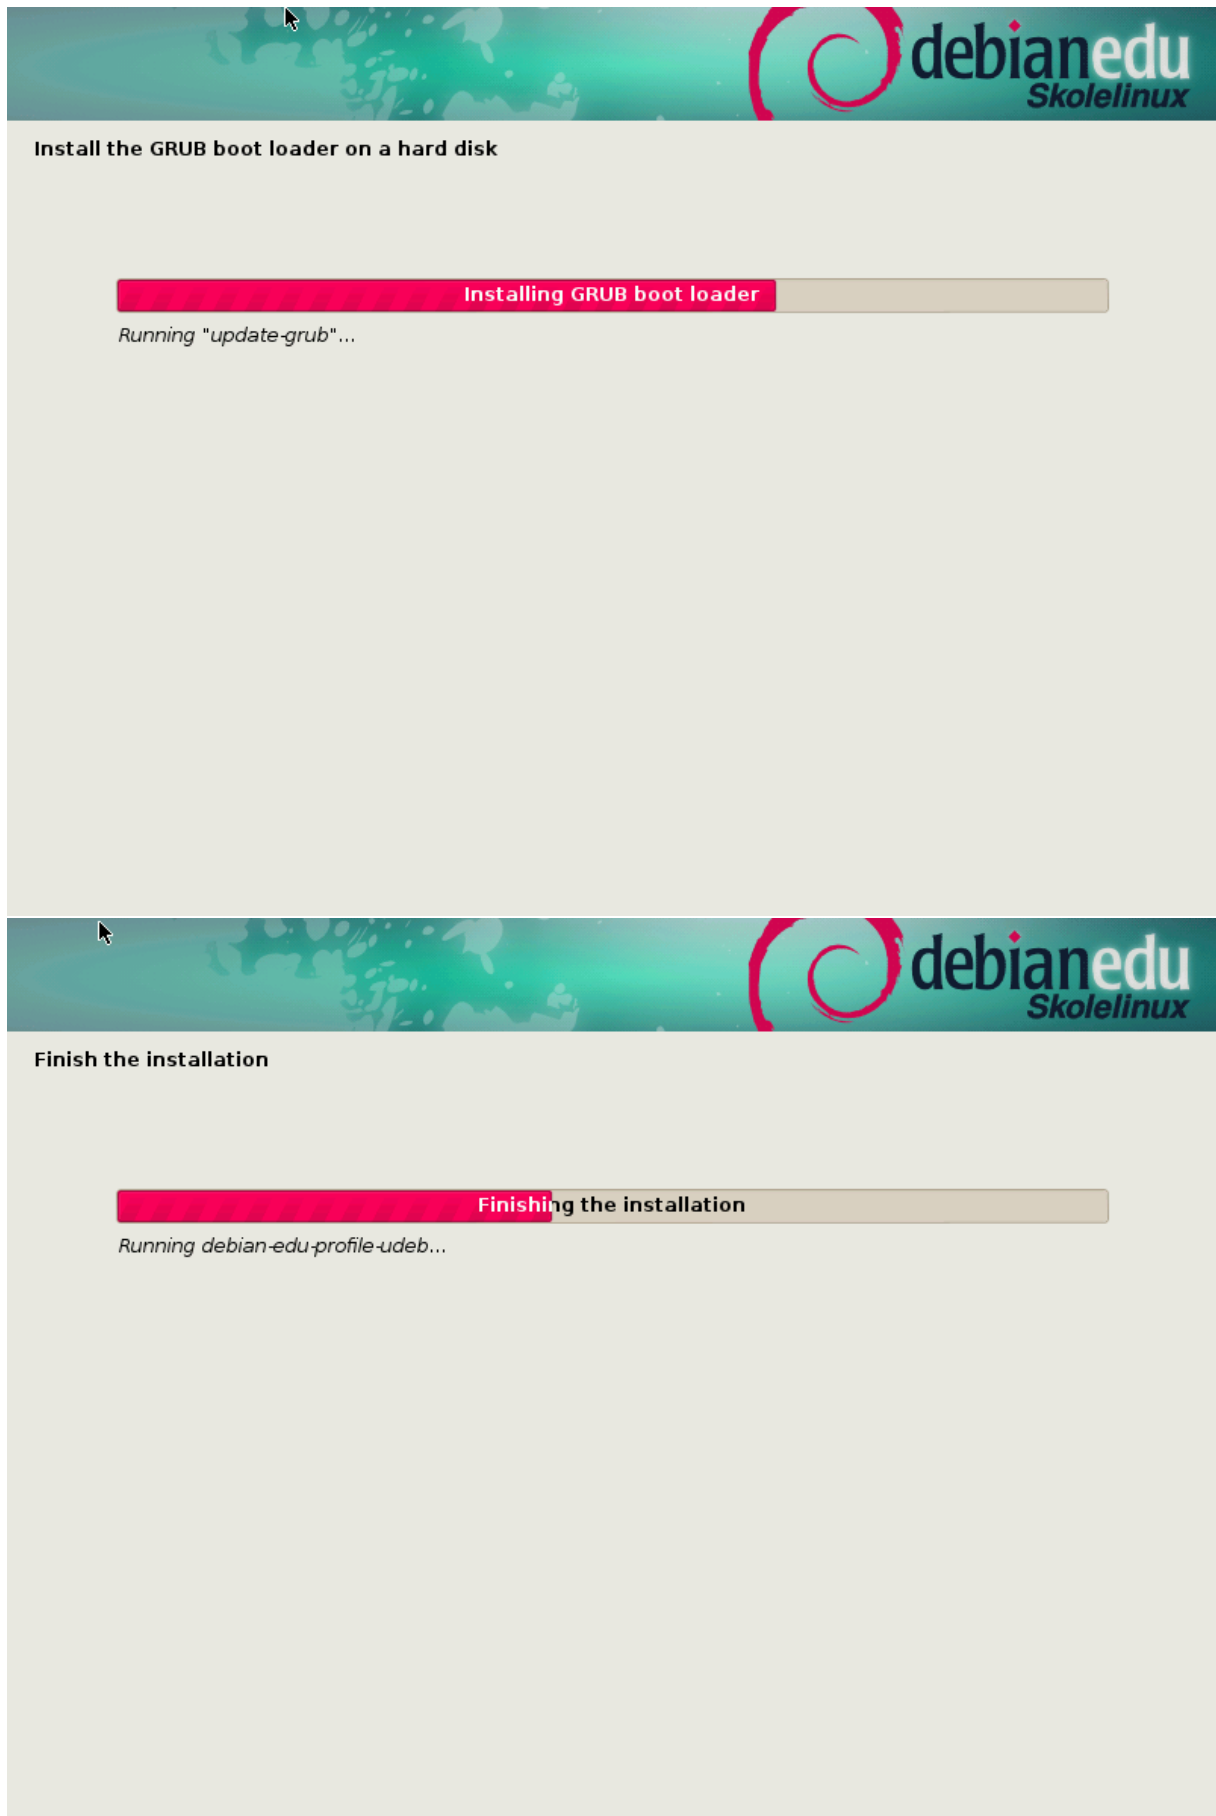 debianedu
Skolelinux
Install the GRUB boot loader on a hard disk
Installing GRUB boot loader
Running "update-grub"...
debianedu
Skolelinux
Finish the installation
Finishing the installation
Running debian-edu-profile-udeb...